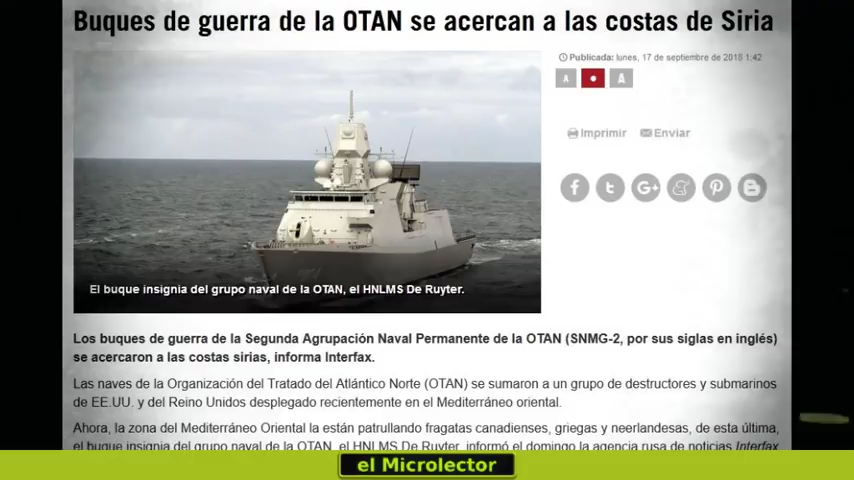 Buques de guerra de la OTAN se acercan a las costas de Siria
Publicada: lunes, 17 de septiembre de 2018 1:42
A A
Imprimir Enviar
El buque insignia del grupo naval de la OTAN, el HNLMS De Ruyter.
Los buques de guerra de la Segunda Agrupación Naval Permanente de la OTAN (SNMG-2, por sus siglas en inglés)
se acercaron a las costas sirias, informa Interfax.
Las naves de la Organización del Tratado del Atlántico Norte (OTAN) se sumaron a un grupo de destructores y submarinos
de EE.UU. y del Reino Unidos desplegado recientemente en el Mediterráneo oriental.
Ahora, la zona del Mediterráneo Oriental la están patrullando fragatas canadienses, griegas y neerlandesas, de esta última,
el buque insignia del grupo naval de la OTAN, el HNLMS De Ruyter, informó el domingo la agencia rusa de noticias Interfax
el Microlector